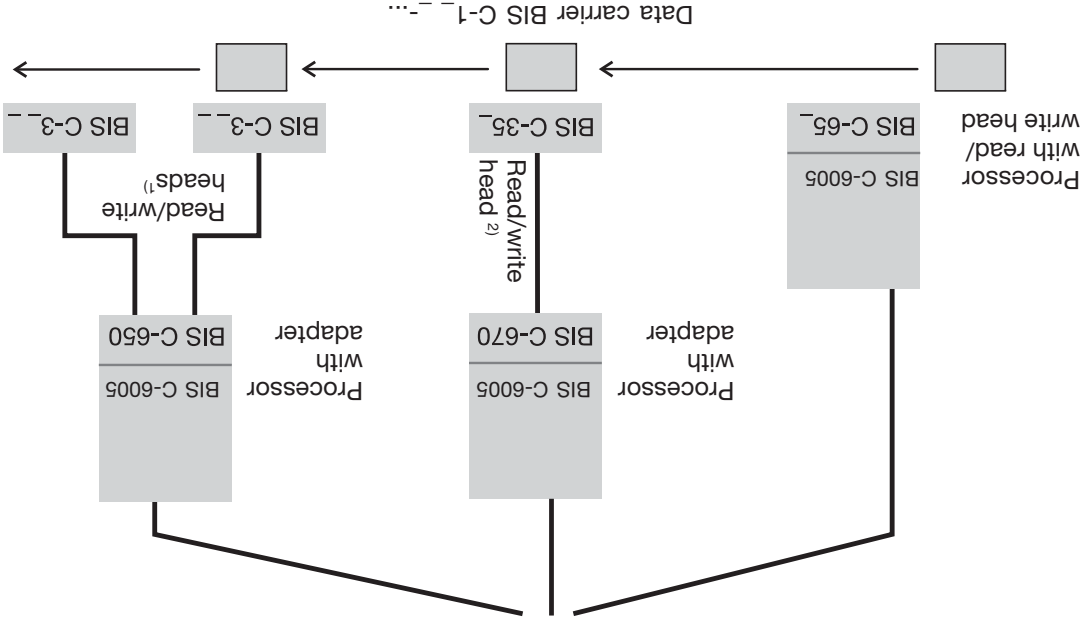 Processor
with
adapter
BIS C-6005
BIS C-670
Processor
with
adapter
BIS C-6005
BIS C-650
Processor
with read/
write head
BIS C-6005
BIS C-65_
Read/write
head 2)
Read/write
heads 1)
BIS C-35_
BIS C-3_ _
BIS C-3_ _
Data carrier BIS C-1_ _-...